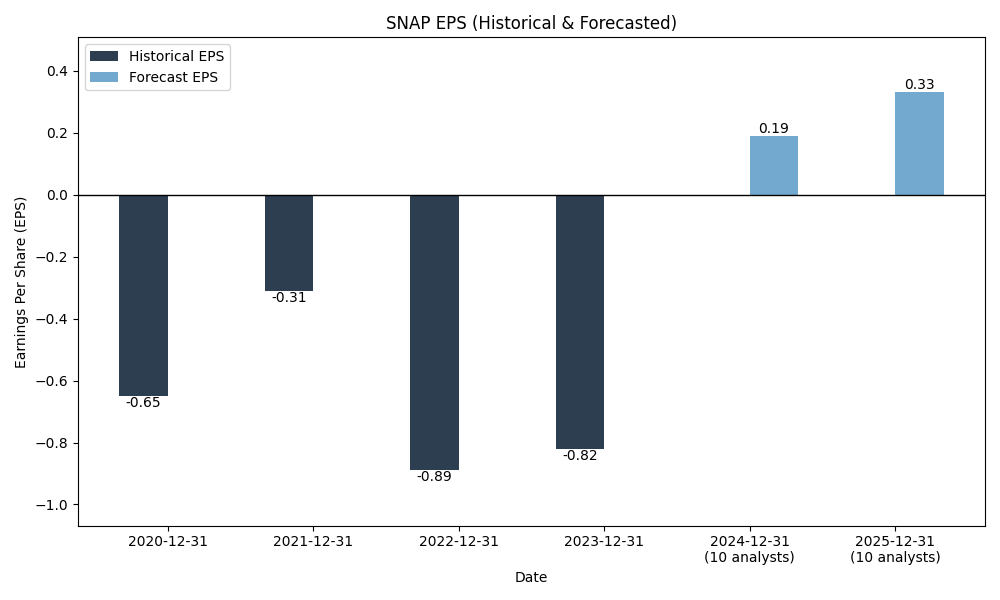 SNAP EPS (Historical & Forecasted)
Historical EPS
Forecast EPS
Earnings Per Share (EPS)
0.4
0.2
0.0
−0.2
−0.4
−0.6
−0.8
−1.0
-0.65
-0.31
-0.89
-0.82
0.19
0.33
2020-12-31
2021-12-31
2022-12-31
2023-12-31
2024-12-31
(10 analysts)
2025-12-31
(10 analysts)
Date